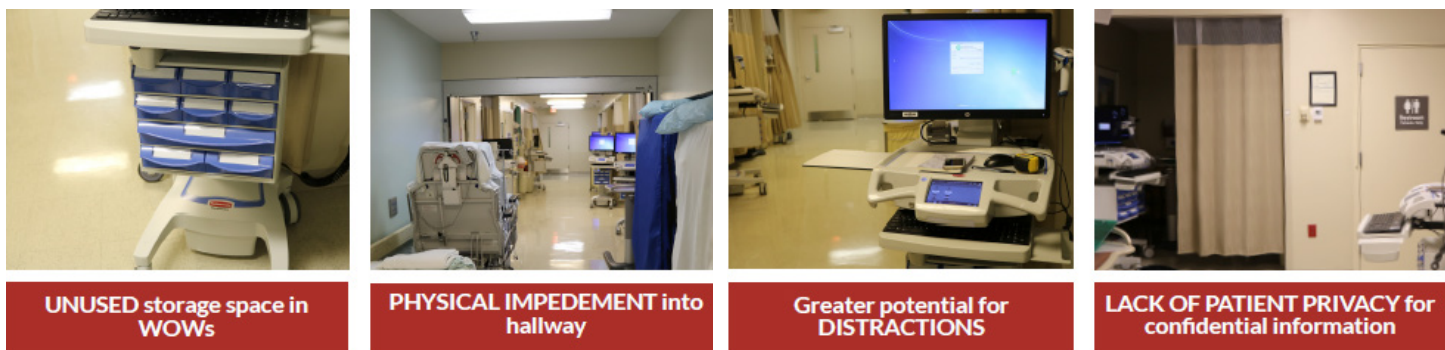 UNUSED storage space in
WOWs
PHYSICAL IMPEDEMENT into
hallway
Greater potential for
DISTRACTIONS
LACK OF PATIENT PRIVACY for
confidential information